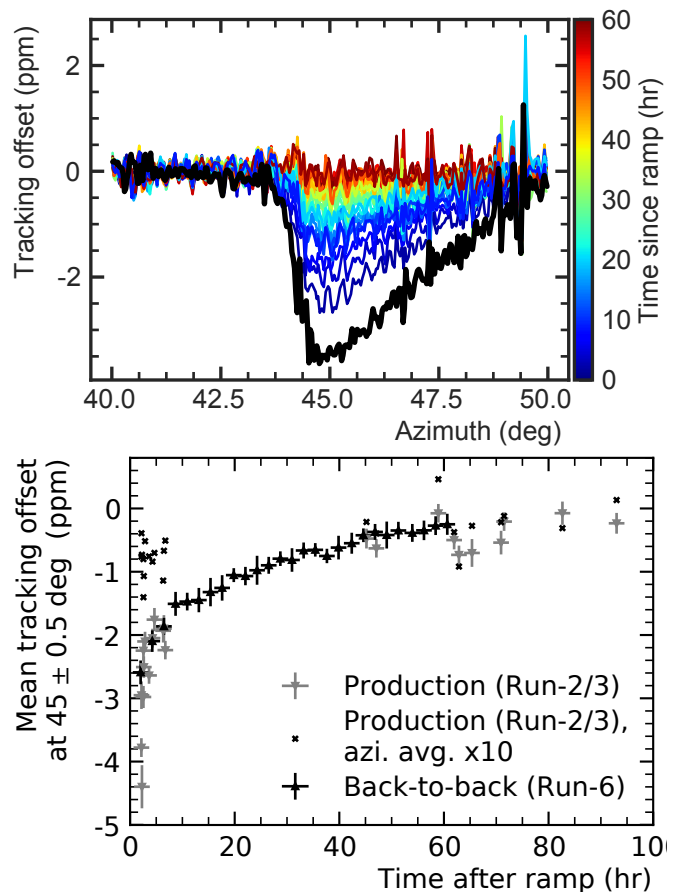 Tracking offset (ppm)
2
0
-2
40.0 42.5 45.0 47.5 50.0
Azimuth (deg)
60
50
40
30
20
10
0
Time since ramp (hr)
Mean tracking offset
at 45 ± 0.5 deg (ppm)
0
-1
-2
-3
-4
-5
Production (Run-2/3)
Production (Run-2/3),
azi. avg. x10
Back-to-back (Run-6)
0 20 40 60 80 10
Time after ramp (hr)